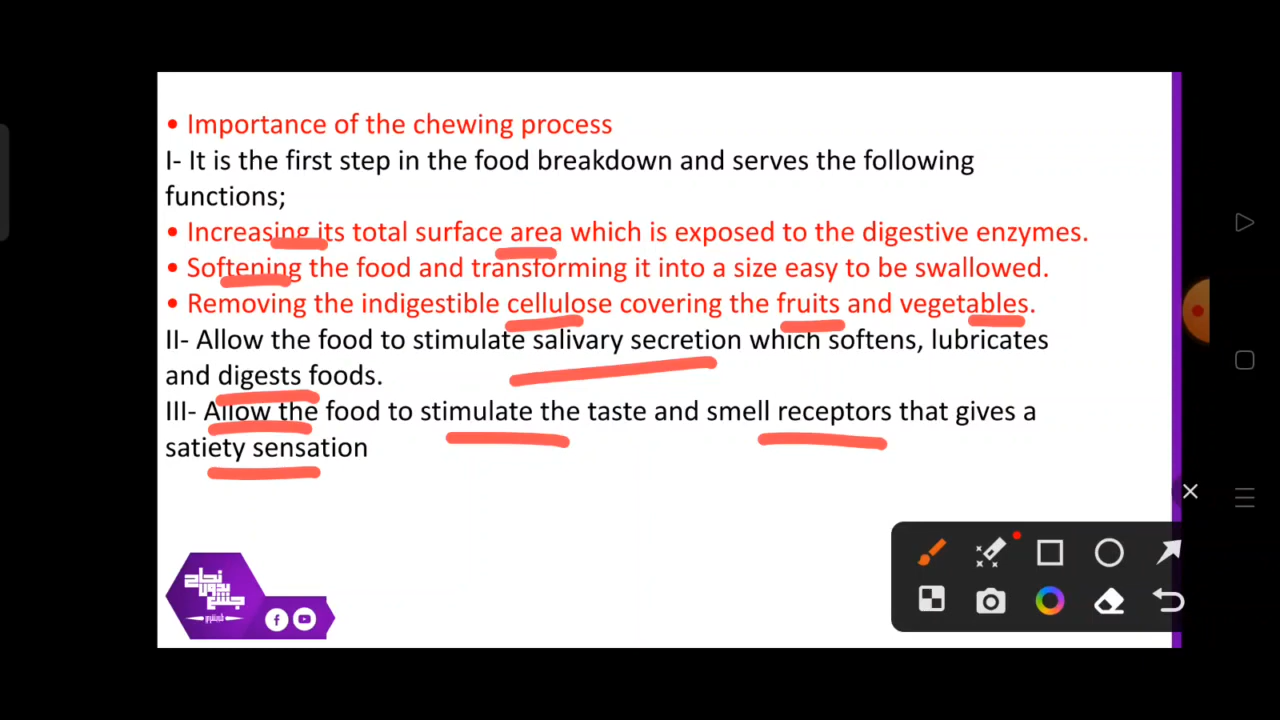 • Importance of the chewing process
I- It is the first step in the food breakdown and serves the following
functions;
• Increasing its total surface area which is exposed to the digestive enzymes.
• Softening the food and transforming it into a size easy to be swallowed.
• Removing the indigestible cellulose covering the fruits and vegetables.
II- Allow the food to stimulate salivary secretion which softens, lubricates
and digests foods.
III- Allow the food to stimulate the taste and smell receptors that gives a
satiety sensation
نجاح
بدون